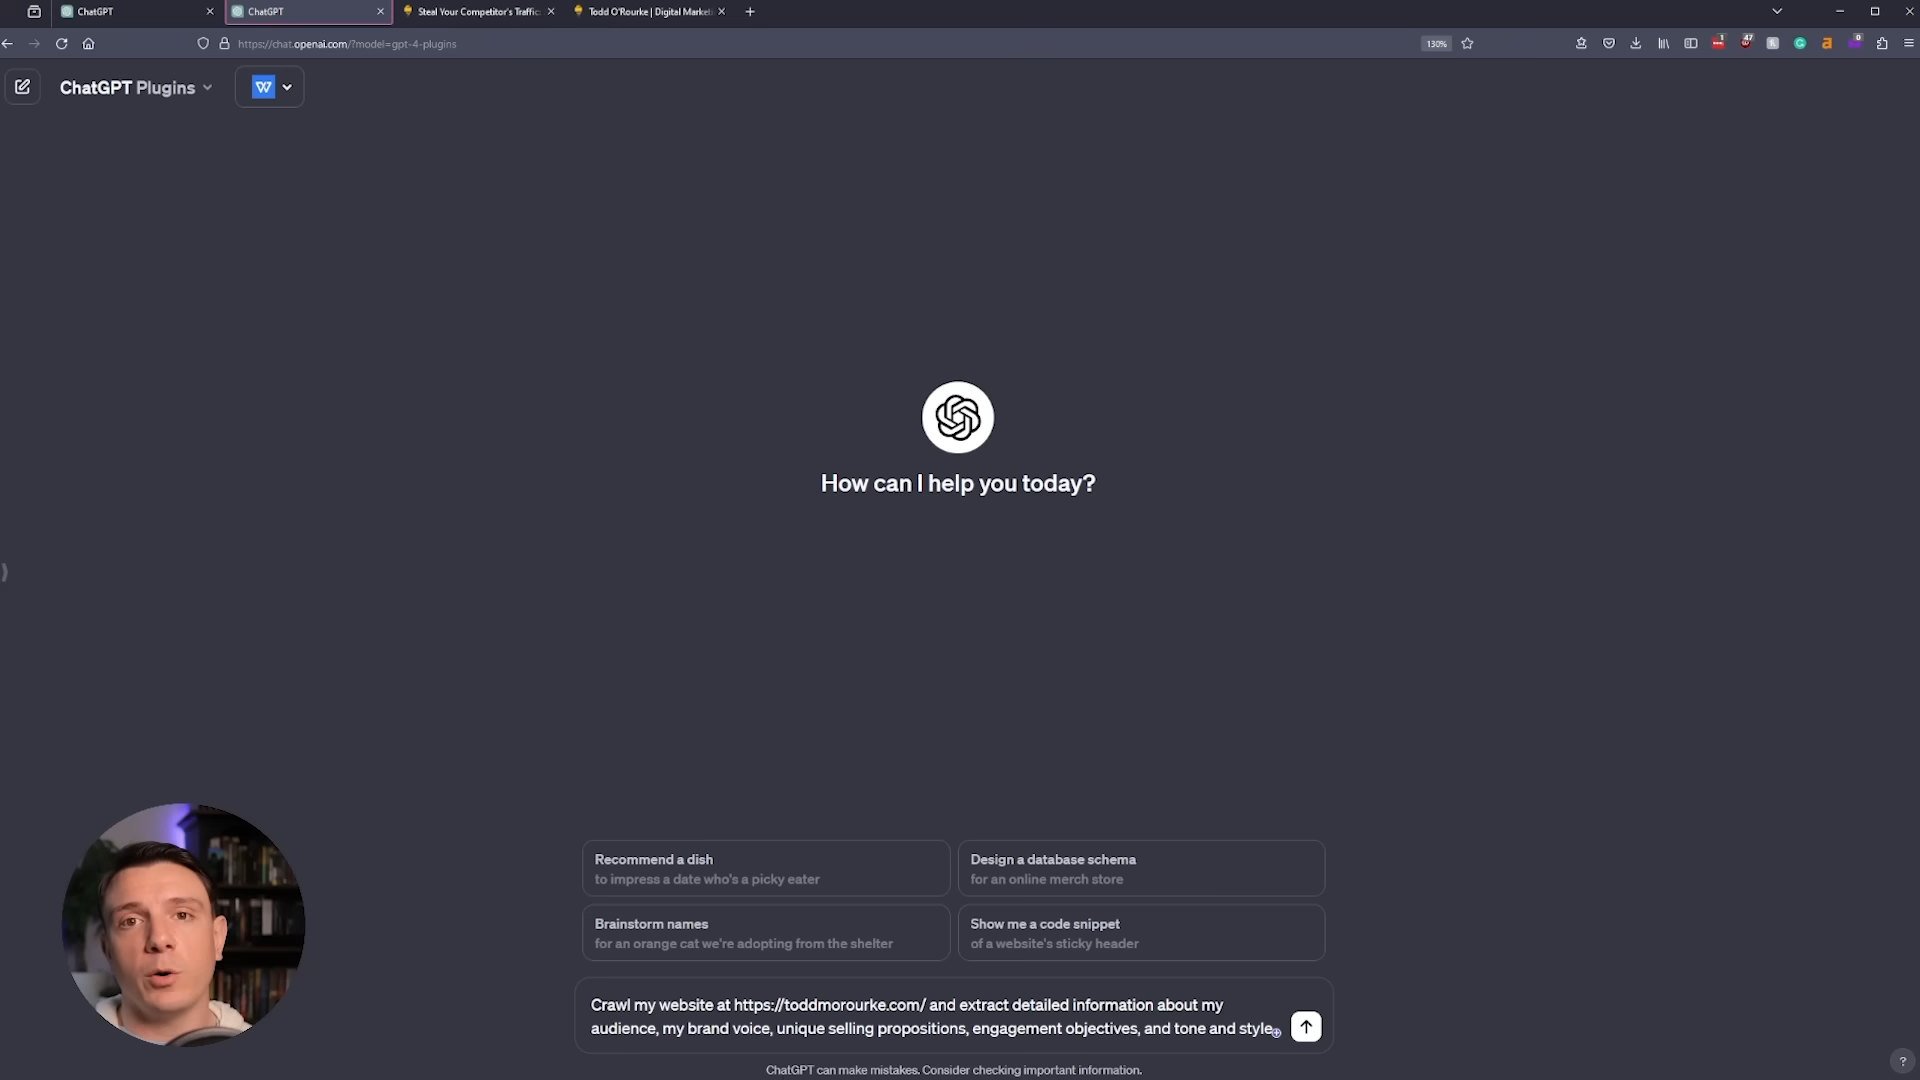 ChatGPT
ChatGPT
Steal Your Competitor's Traffic
Todd O'Rourke | Digital Market
https://chat.openai.com/?model=gpt-4-plugins
130%
1
47
0
ChatGPT Plugins
W
How can I help you today?
Recommend a dish
to impress a date who's a picky eater
Design a database schema
for an online merch store
Brainstorm names
for an orange cat we're adopting from the shelter
Show me a code snippet
of a website's sticky header
Crawl my website at https://toddmorourke.com/ and extract detailed information about my
audience, my brand voice, unique selling propositions, engagement objectives, and tone and style.
ChatGPT can make mistakes. Consider checking important information.
?